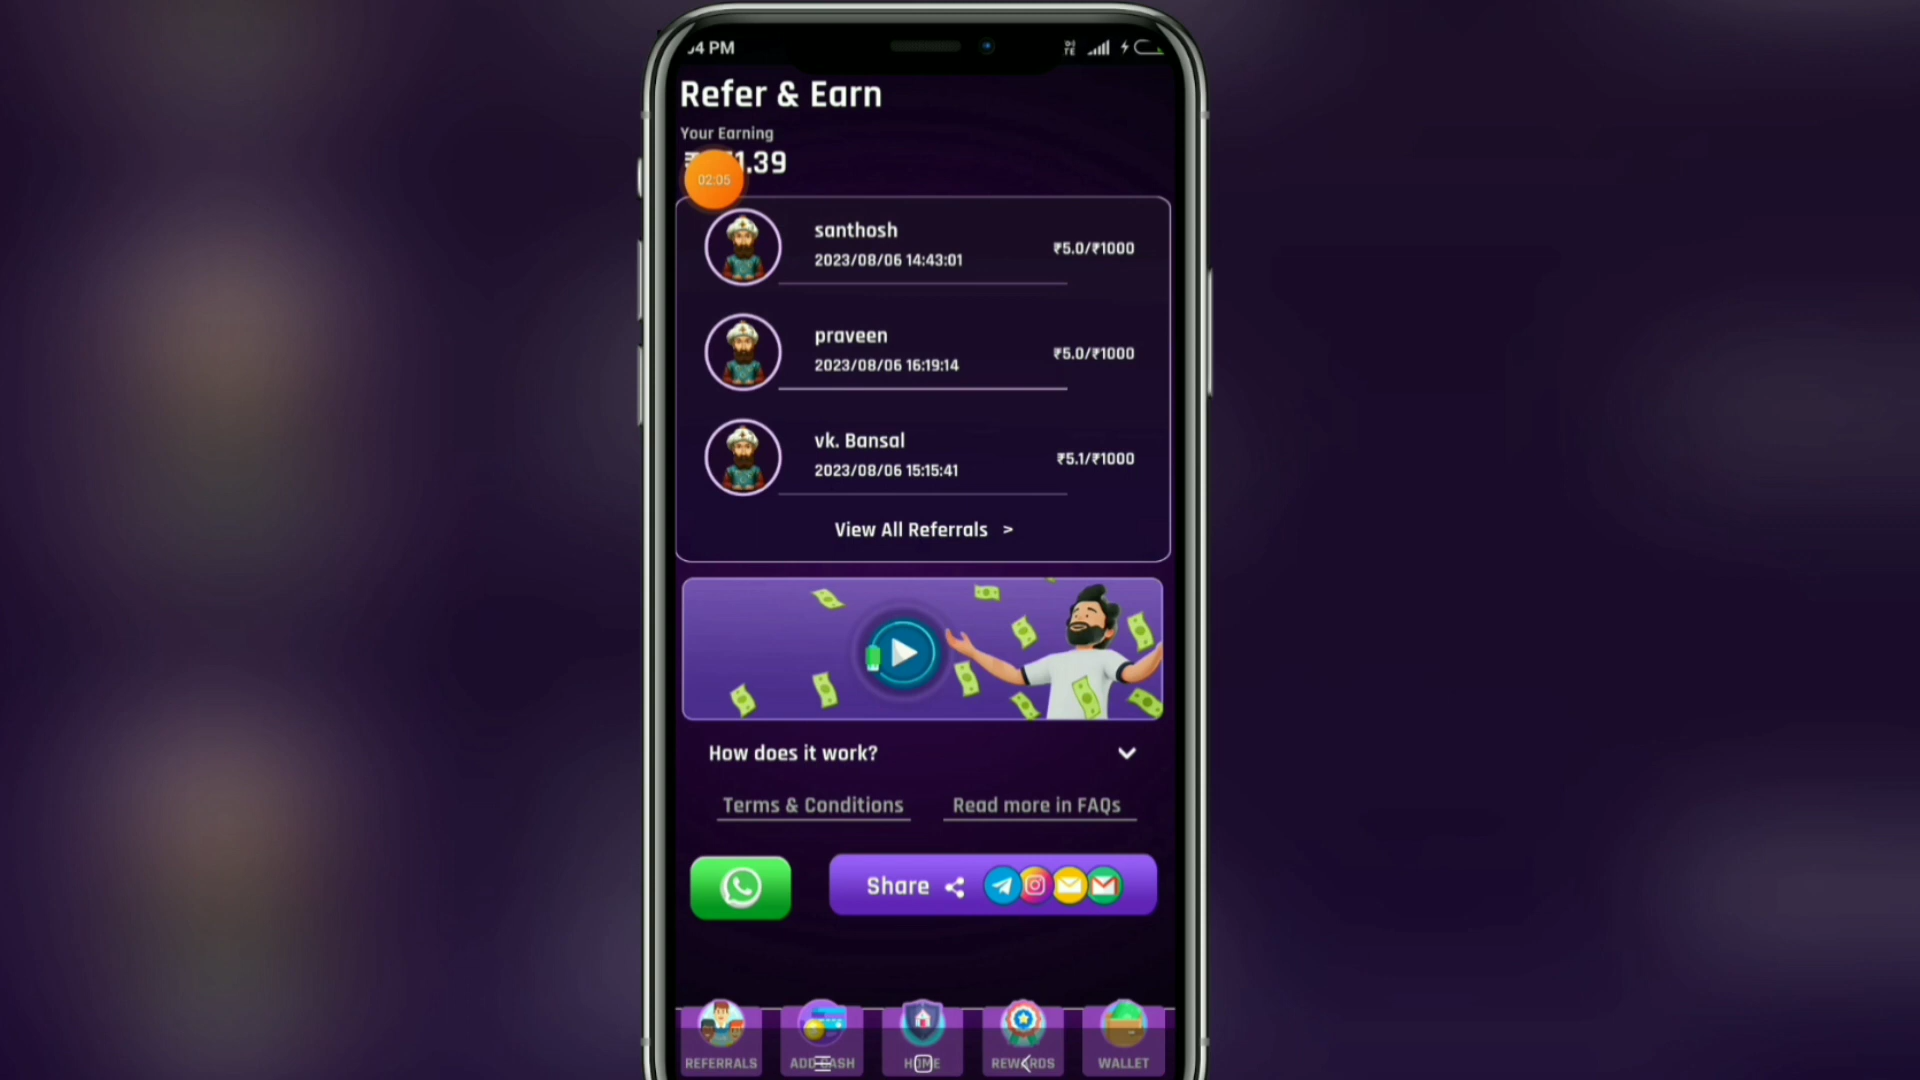 4 PM
Refer & Earn
Your Earning
1.39
02:05
santhosh
2023/08/06 14:43:01
₹5.0/₹1000
praveen
2023/08/06 16:19:14
₹5.0/₹1000
vk. Bansal
2023/08/06 15:15:41
₹5.1/₹1000
View All Referrals >
How does it work?
Terms & Conditions
Read more in FAQs
Share
REFERRALS
ADD CASH
HOME
REWARDS
WALLET